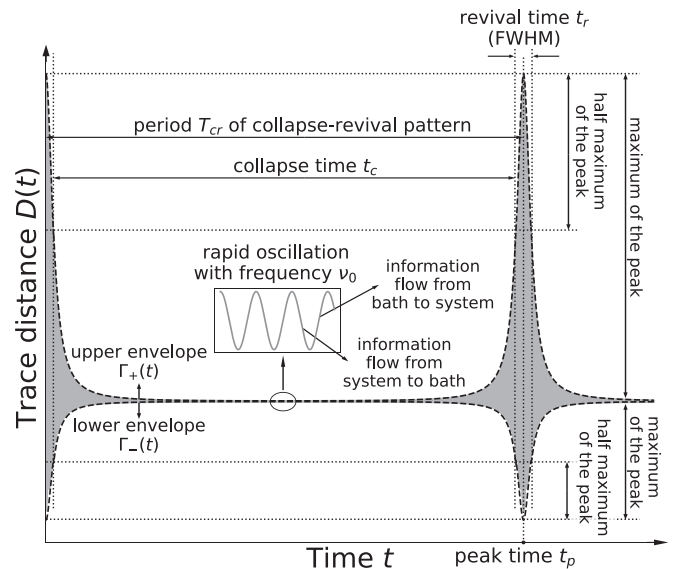 revival time t_r
(FWHM)
period T_cr of collapse-revival pattern
collapse time t_c
half maximum
of the peak
maximum of the peak
rapid oscillation
with frequency ν_0
information
flow from
bath to system
information
flow from
system to bath
upper envelope
Γ_+(t)
lower envelope
Γ_−(t)
half maximum
of the peak
maximum
of the peak
Trace distance D(t)
Time t
peak time t_p